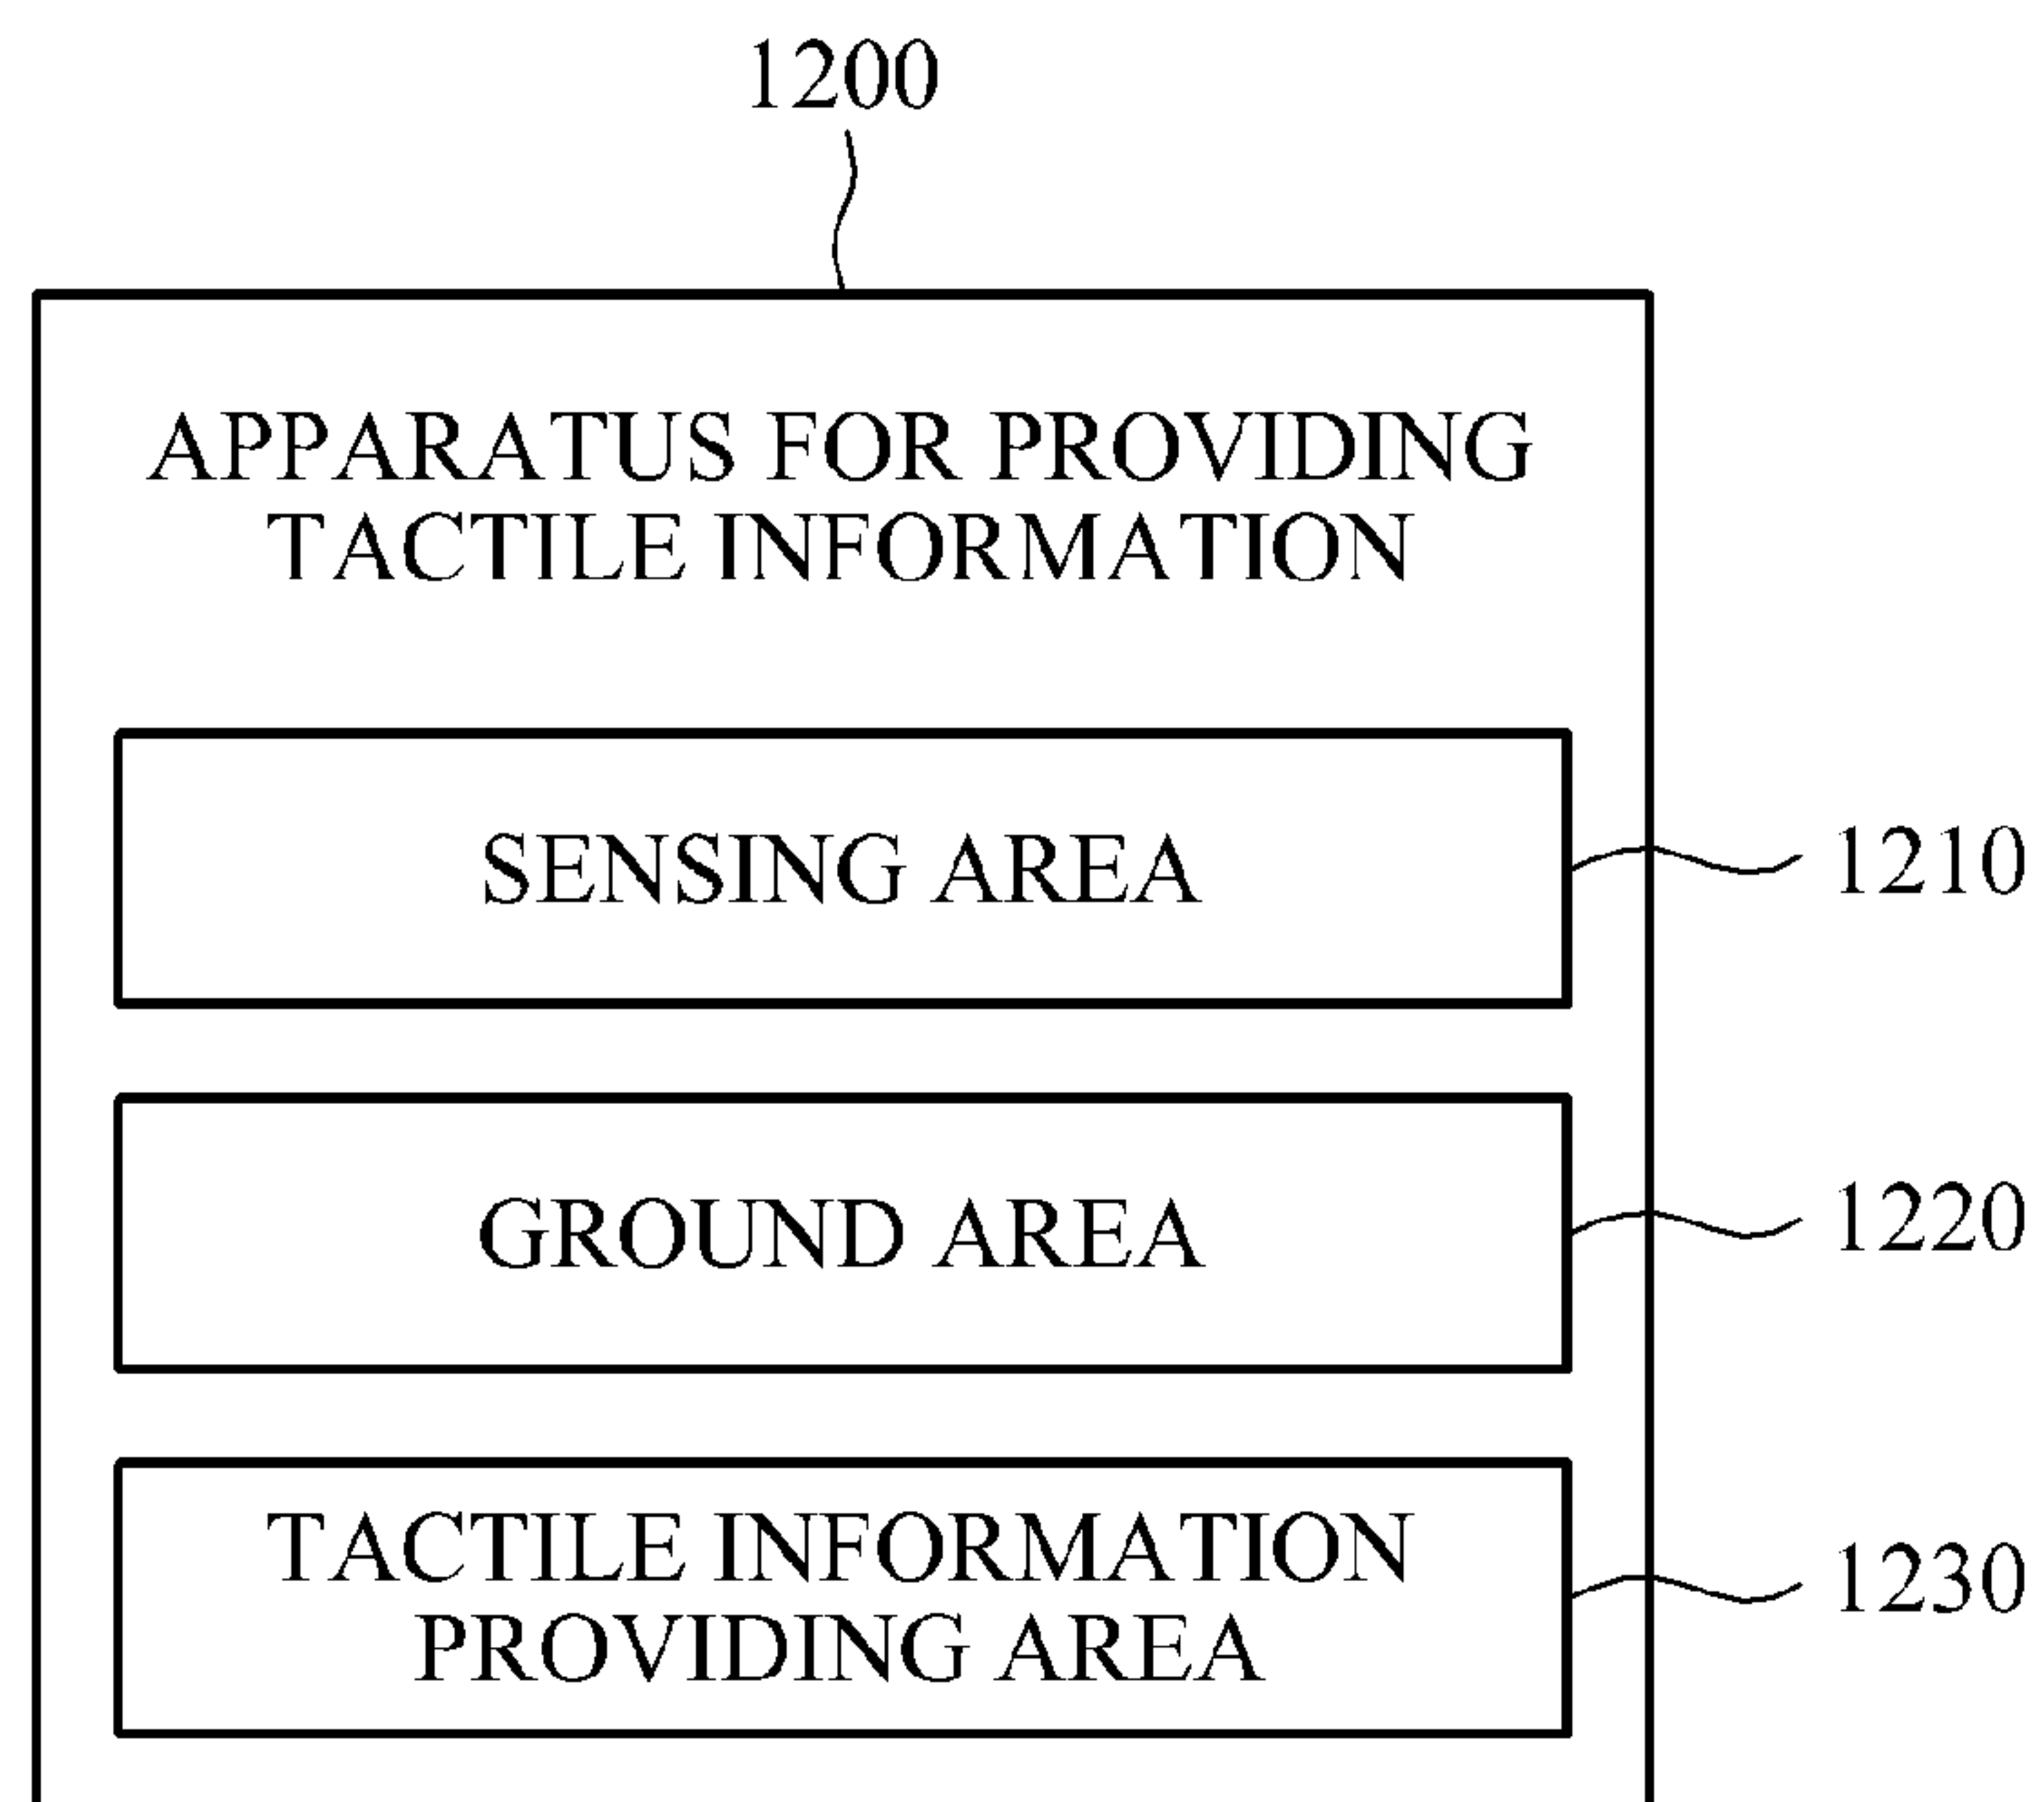 1200
APPARATUS FOR PROVIDING
TACTILE INFORMATION
SENSING AREA
1210
GROUND AREA
1220
TACTILE INFORMATION
PROVIDING AREA
1230